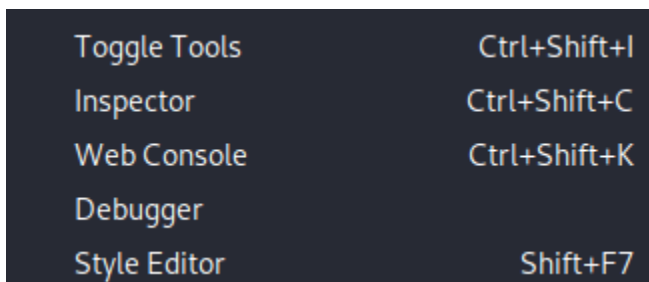 Toggle Tools Ctrl+Shift+I
Inspector Ctrl+Shift+C
Web Console Ctrl+Shift+K
Debugger
Style Editor Shift+F7